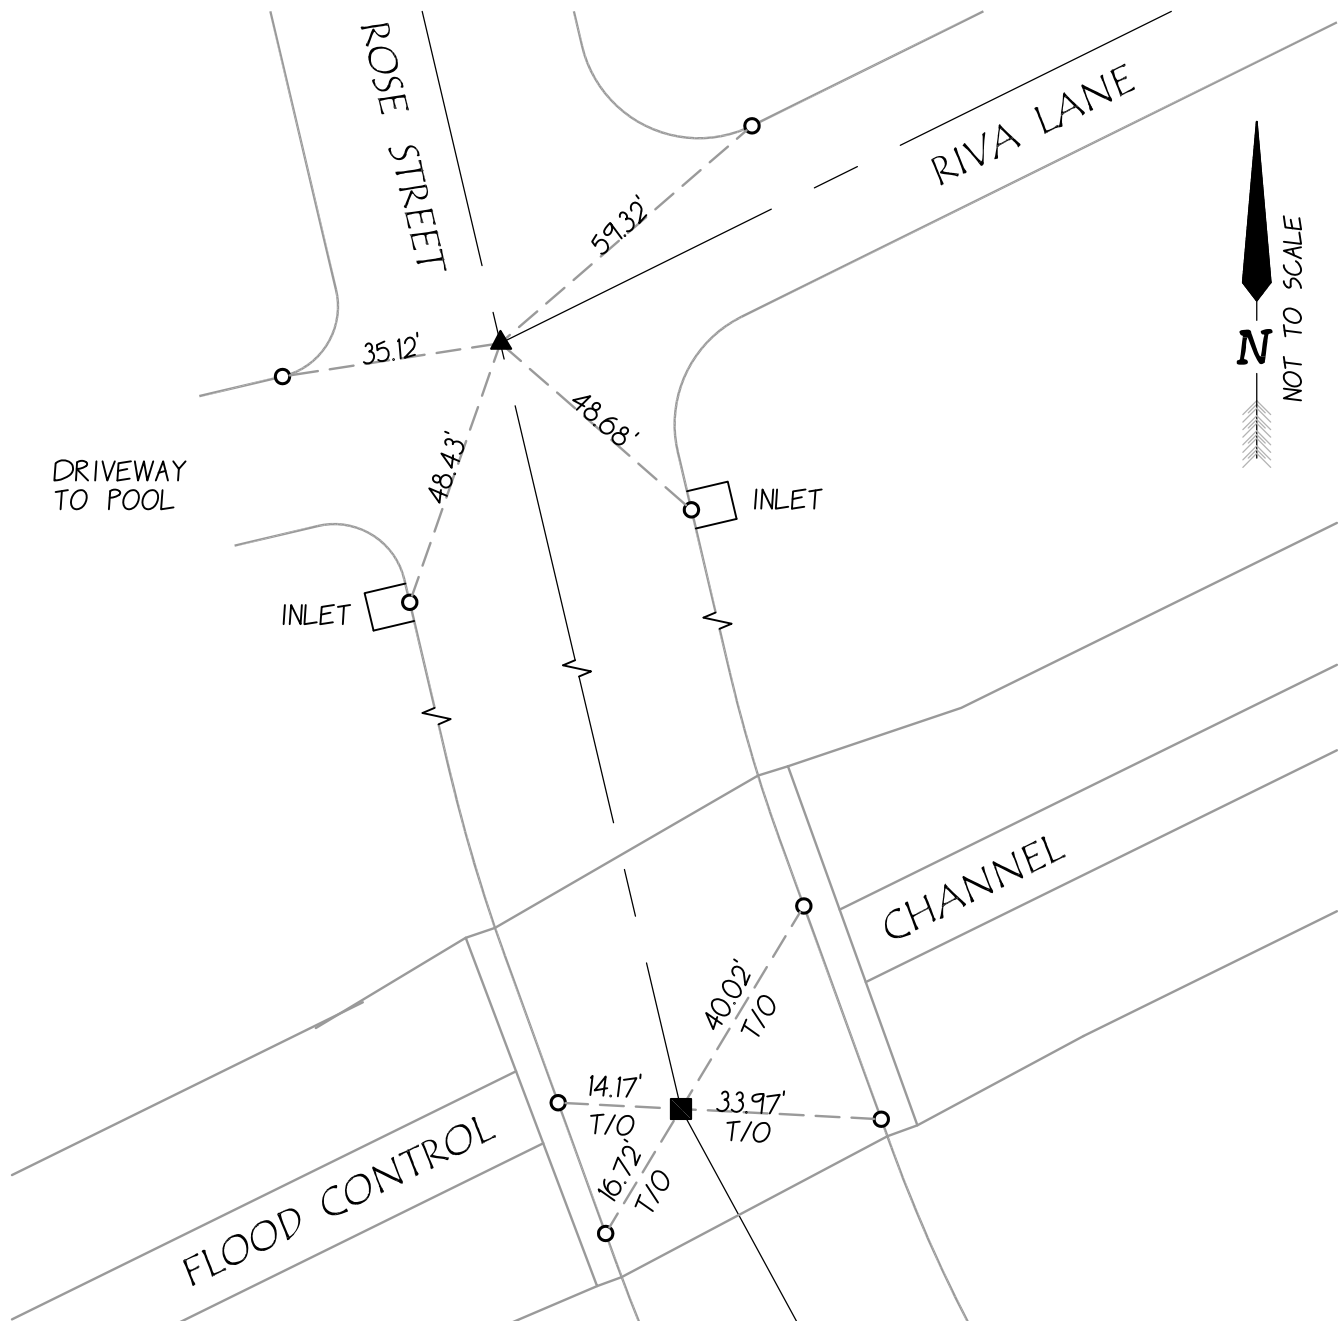 ROSE STREET
RIVA LANE
59.32'
35.12'
48.68'
48.43'
N
NOT TO SCALE
DRIVEWAY
TO POOL
INLET
INLET
CHANNEL
40.02'
T/O
14.17'
T/O
33.97'
T/O
16.72'
T/O
FLOOD CONTROL